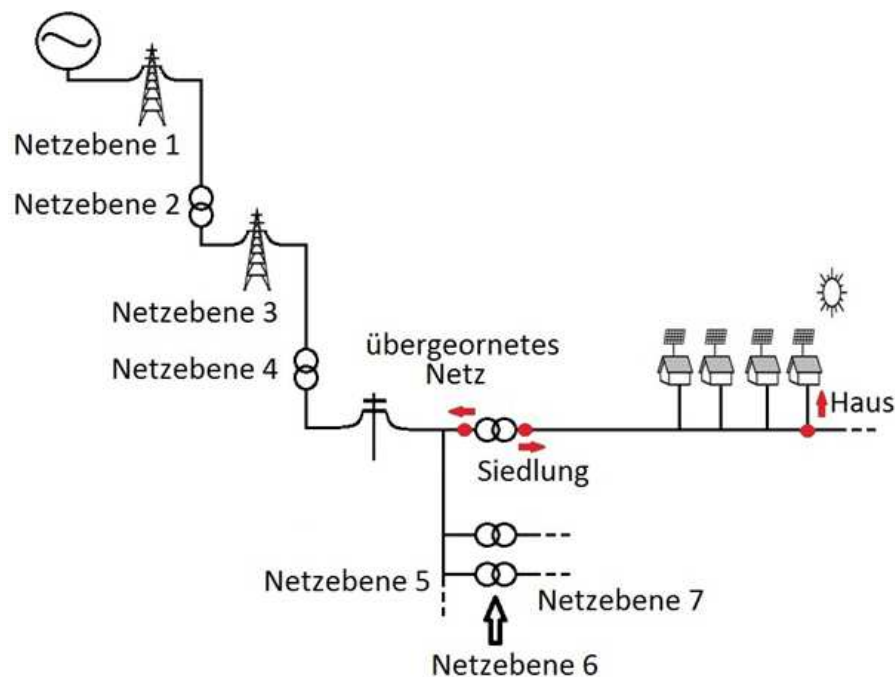 Netzebene 1
Netzebene 2
Netzebene 3
Netzebene 4
übergeornetes
Netz
Haus
Siedlung
Netzebene 5
Netzebene 7
Netzebene 6